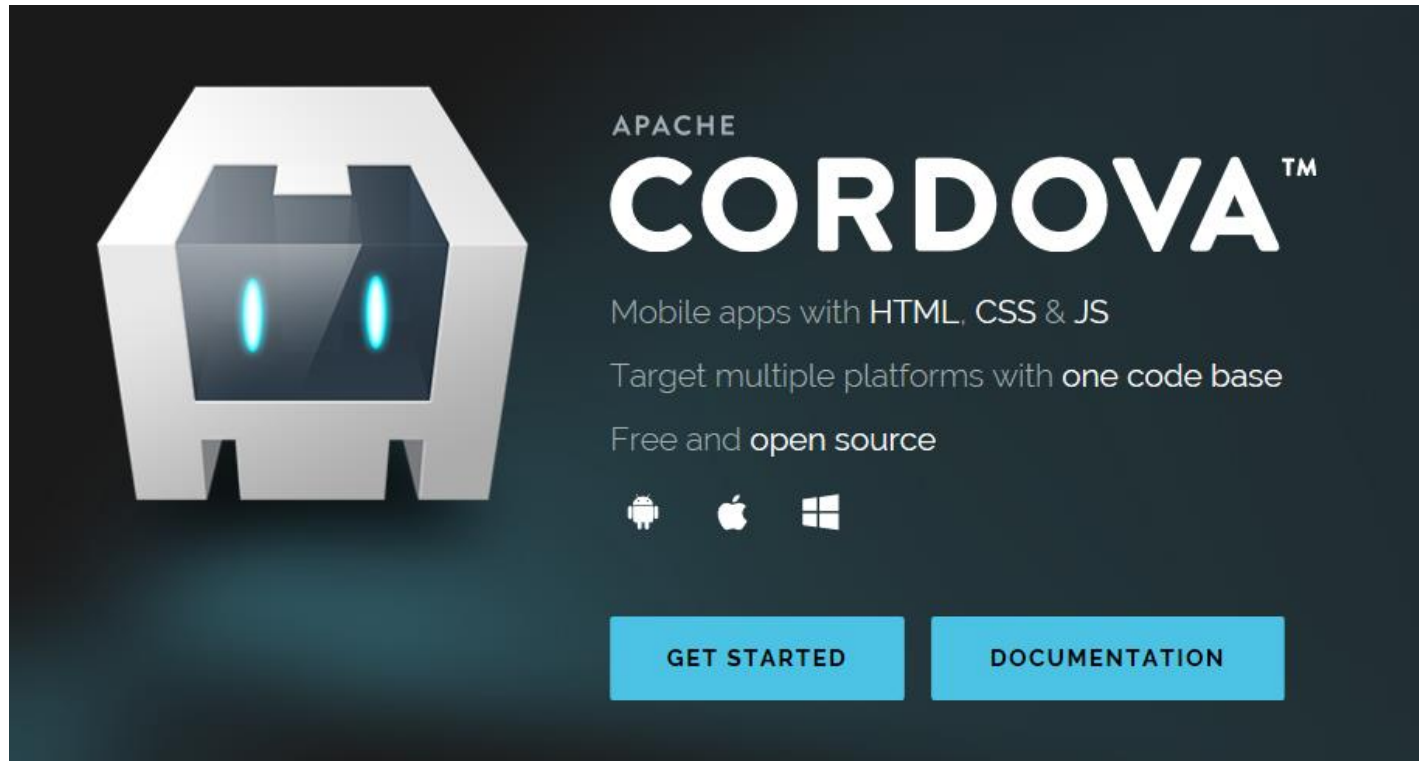 APACHE
CORDOVA™
Mobile apps with HTML, CSS & JS
Target multiple platforms with one code base
Free and open source
GET STARTED
DOCUMENTATION